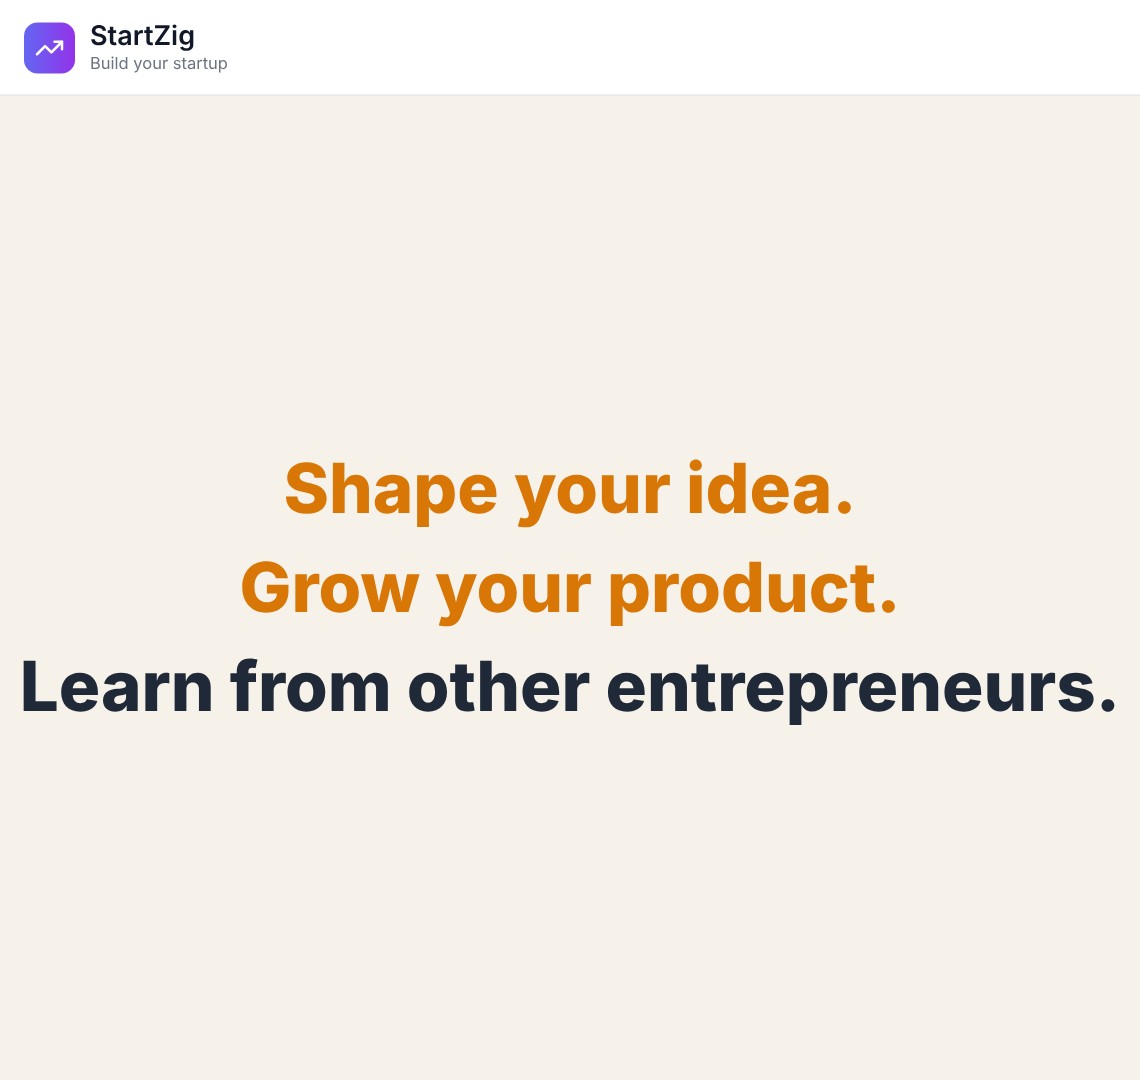 StartZig
Build your startup
Shape your idea.
Grow your product.
Learn from other entrepreneurs.